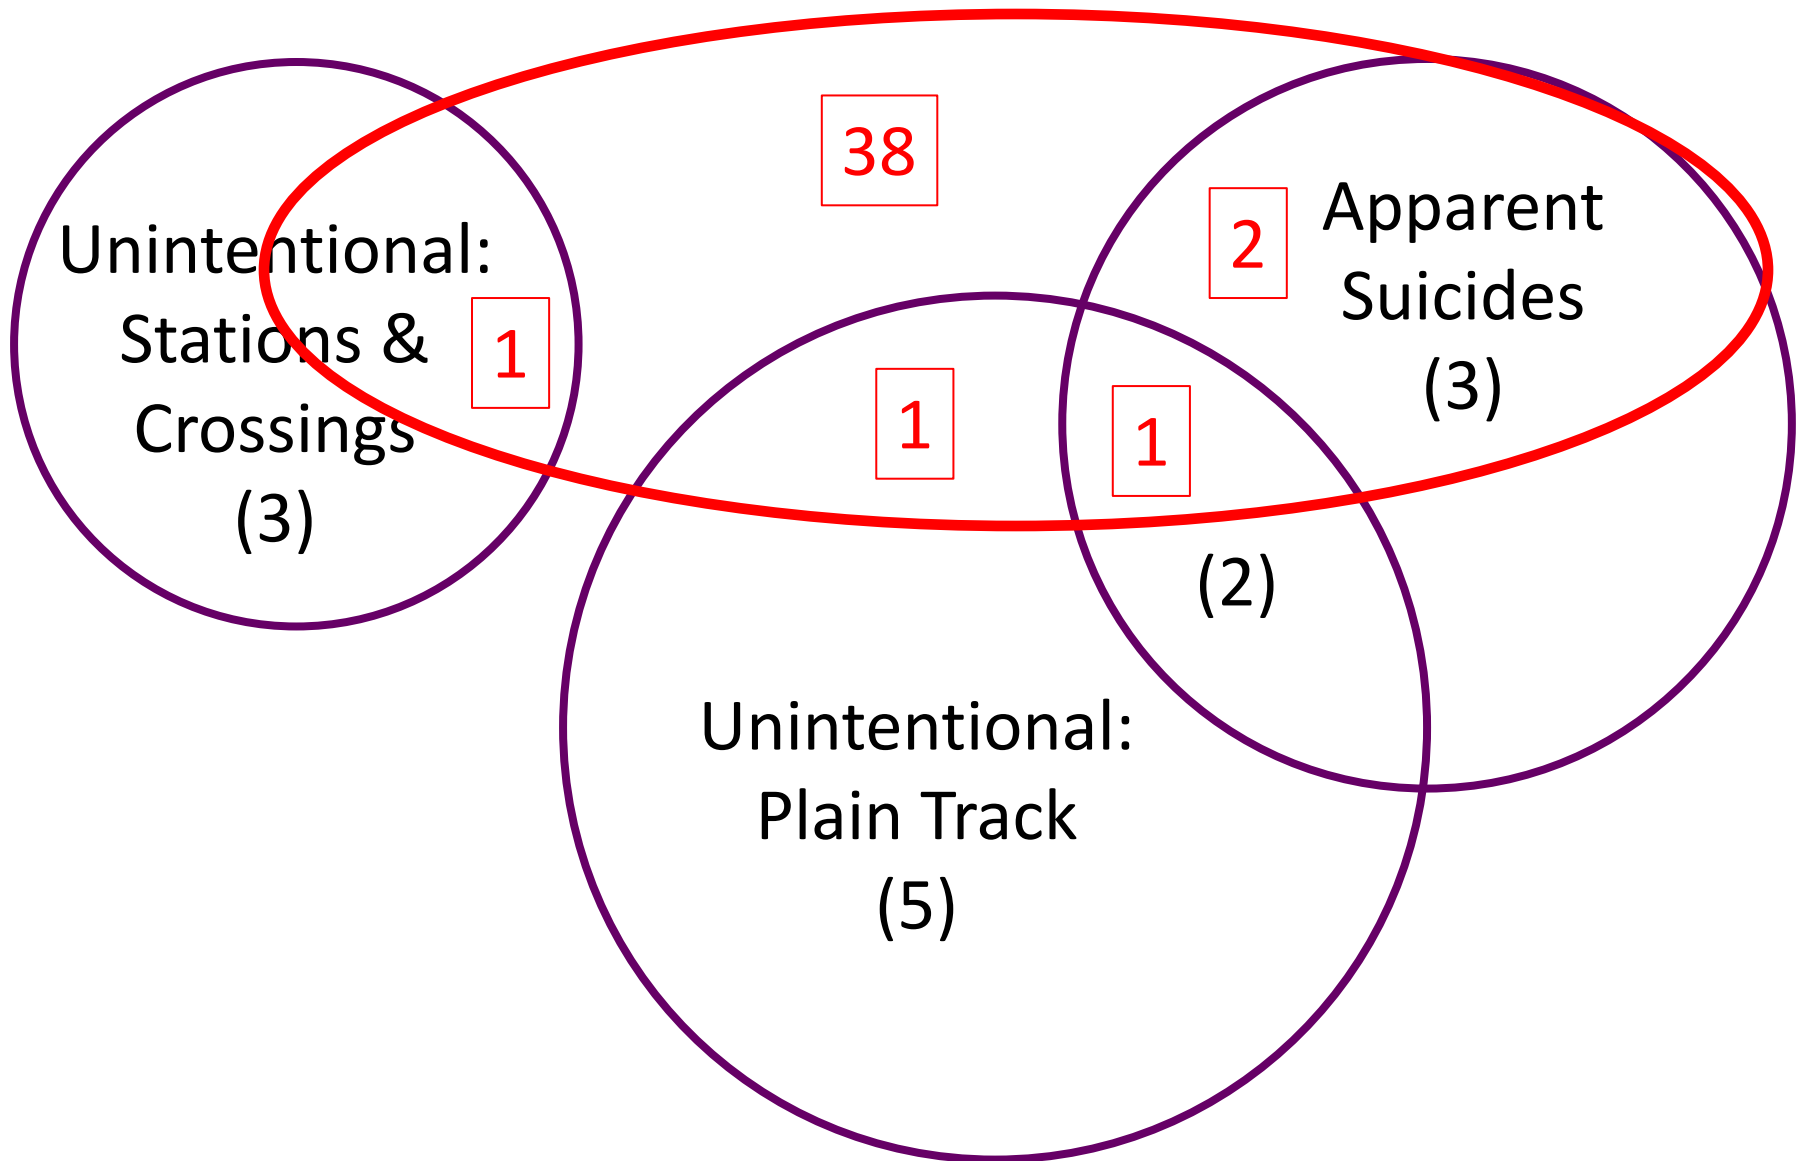 38
Unintentional:
Stations &
Crossings
(3)
1
2
Apparent
Suicides
(3)
1
1
(2)
Unintentional:
Plain Track
(5)